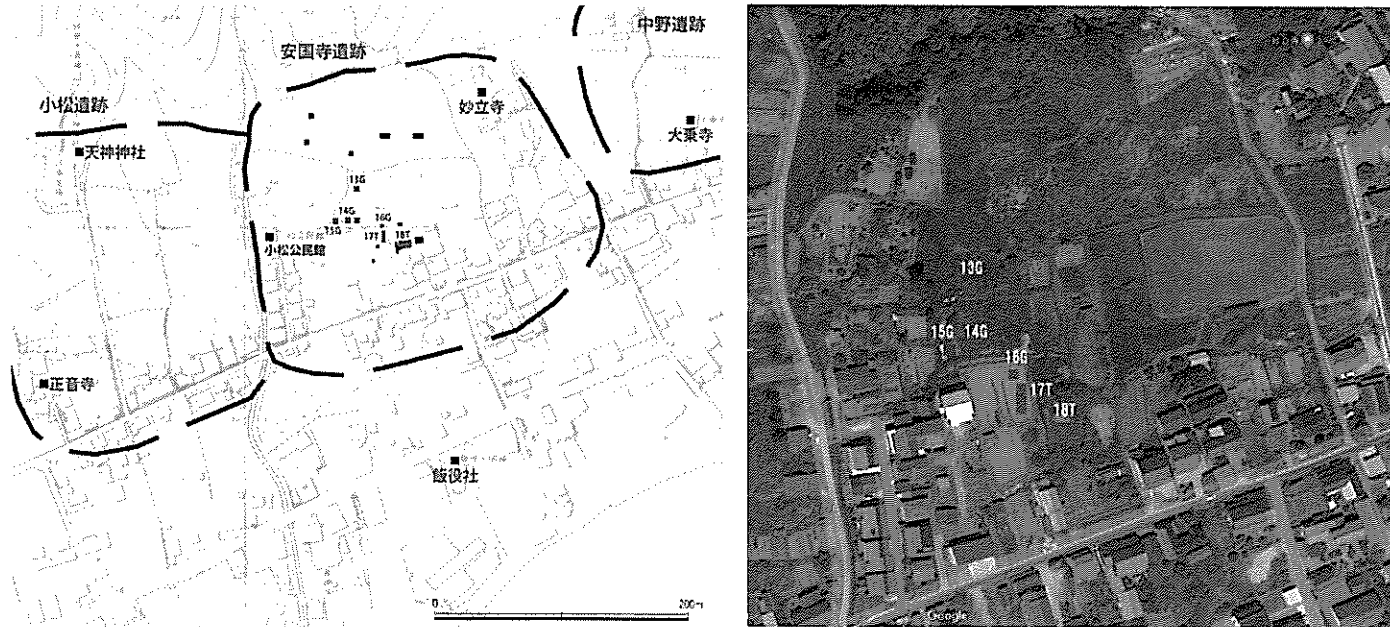 中野遺跡
安国寺遺跡
小松遺跡
妙立寺
大乗寺
天神神社
13G
14G
15G
16G
17T
18T
小松公民館
正音寺
飯役社
0
200m
13G
15G 14G
16G
17T
18T
Google